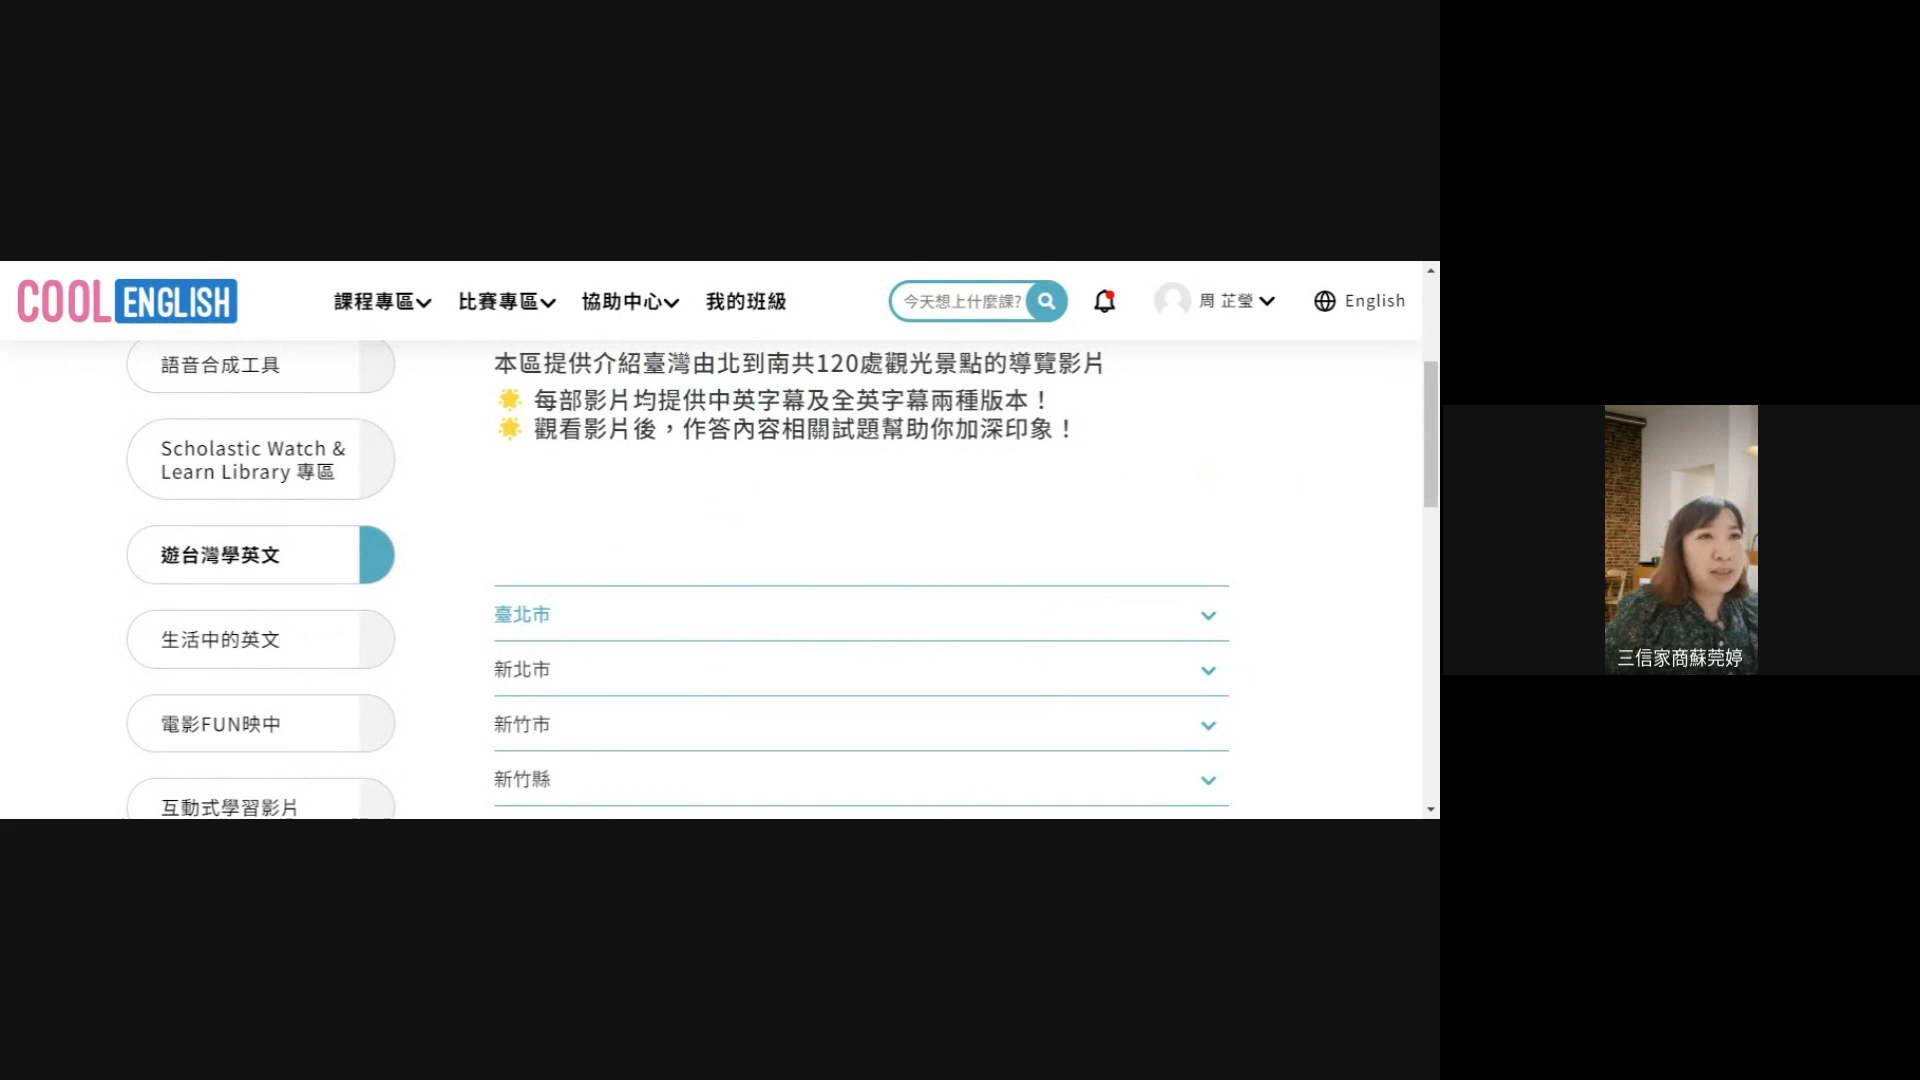 COOL ENGLISH
課程專區
比賽專區
協助中心
我的班級
今天想上什麼課?
周 芷瑩
English
語音合成工具
Scholastic Watch &
Learn Library 專區
遊台灣學英文
生活中的英文
電影FUN映中
互動式學習影片
本區提供介紹臺灣由北到南共120處觀光景點的導覽影片
🌟 每部影片均提供中英字幕及全英字幕兩種版本！
🌟 觀看影片後，作答內容相關試題幫助你加深印象！
臺北市
新北市
新竹市
新竹縣
三信家商蘇莞婷